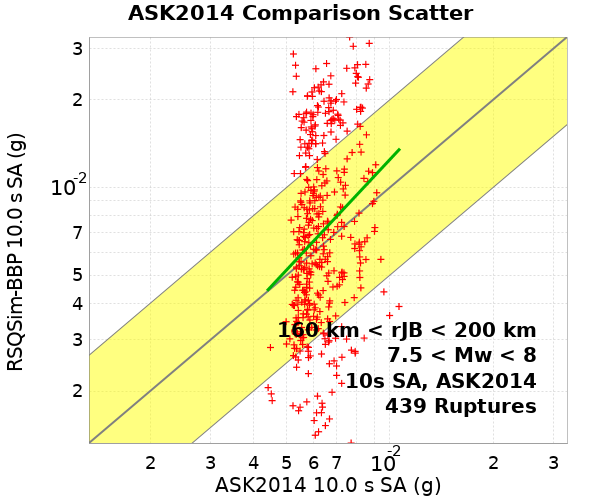 ASK2014 Comparison Scatter
RSQSim-BBP 10.0 s SA (g)
3
2
10-2
7
5
4
3
2
160 km < rJB < 200 km
7.5 < Mw < 8
10s SA, ASK2014
439 Ruptures
2 3 4 5 6 7 10-2 2 3
ASK2014 10.0 s SA (g)